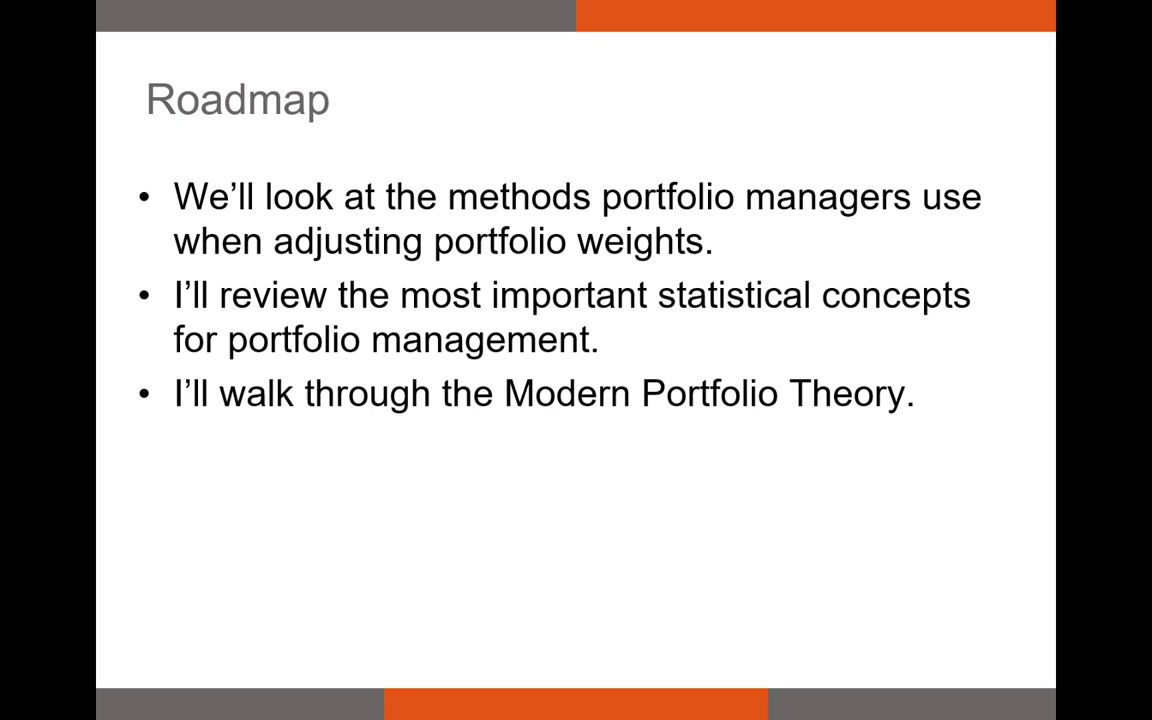 Roadmap
• We’ll look at the methods portfolio managers use
when adjusting portfolio weights.
• I’ll review the most important statistical concepts
for portfolio management.
• I’ll walk through the Modern Portfolio Theory.